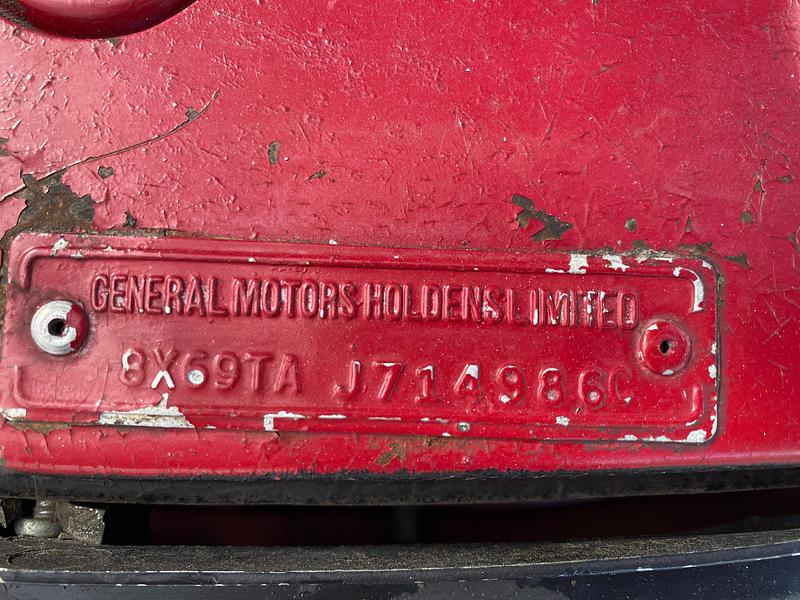 GENERAL MOTORS HOLDENS LIMITED
8X69TA J714986C